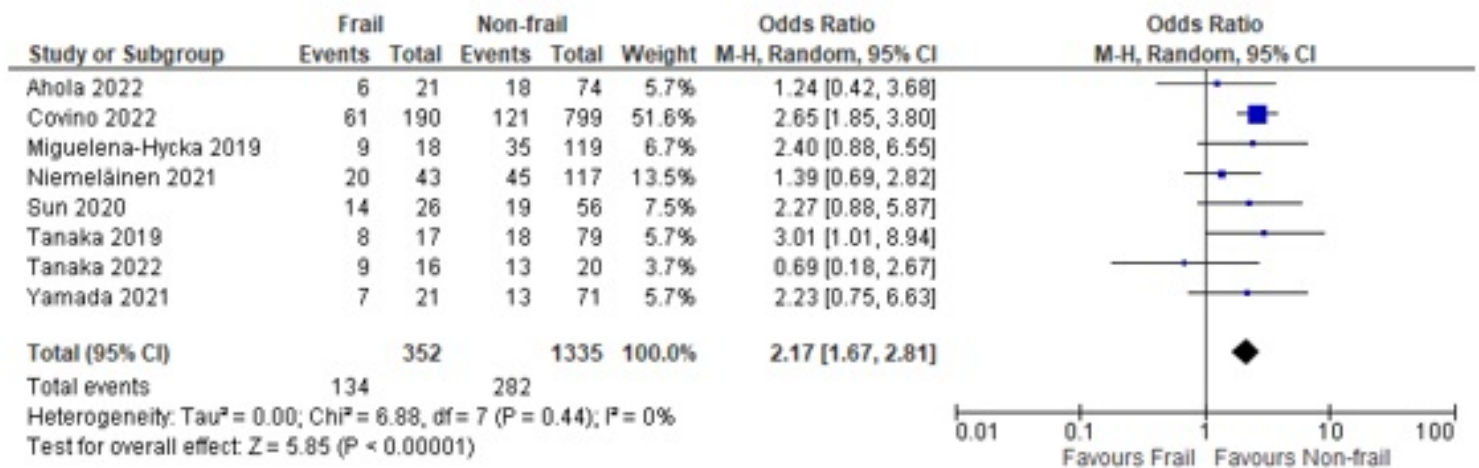 Frail Non-frail Odds Ratio Odds Ratio
Study or Subgroup Events Total Events Total Weight M-H, Random, 95% CI M-H, Random, 95% CI
Ahola 2022 6 21 18 74 5.7% 1.24 [0.42, 3.68]
Covino 2022 61 190 121 799 51.6% 2.65 [1.85, 3.80]
Miguelena-Hycka 2019 9 18 35 119 6.7% 2.40 [0.88, 6.55]
Niemeläinen 2021 20 43 45 117 13.5% 1.39 [0.69, 2.82]
Sun 2020 14 26 19 56 7.5% 2.27 [0.88, 5.87]
Tanaka 2019 8 17 18 79 5.7% 3.01 [1.01, 8.94]
Tanaka 2022 9 16 13 20 3.7% 0.69 [0.18, 2.67]
Yamada 2021 7 21 13 71 5.7% 2.23 [0.75, 6.63]
Total (95% CI) 352 1335 100.0% 2.17 [1.67, 2.81]
Total events 134 282
Heterogeneity: Tau² = 0.00; Chi² = 6.88, df = 7 (P = 0.44); I² = 0%
Test for overall effect: Z = 5.85 (P < 0.00001)
0.01 0.1 1 10 100
Favours Frail Favours Non-frail